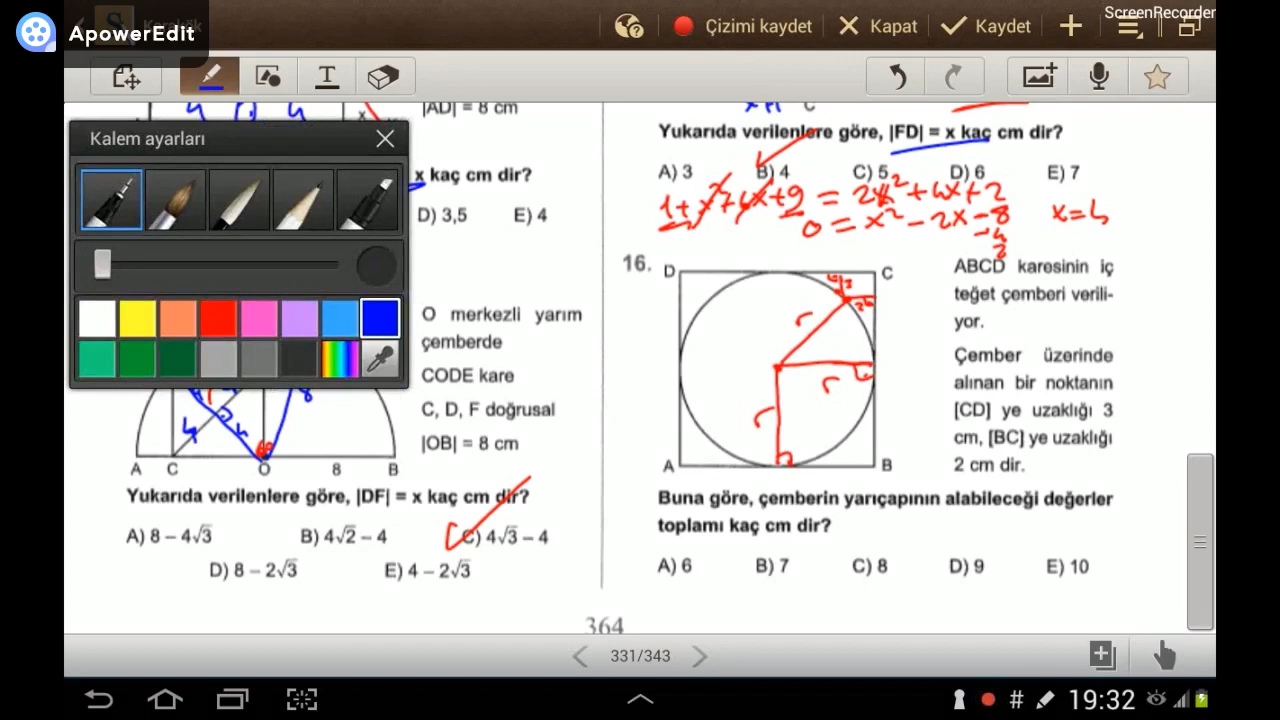 ScreenRecorder
ApowerEdit
Çizimi kaydet
Kapat
Kaydet
T
Kalem ayarları
|AD| = 8 cm
x kaç cm dir?
D) 3,5 E) 4
O merkezli yarım
çemberde
CODE kare
C, D, F doğrusal
|OB| = 8 cm
A C O 8 B
Yukarıda verilenlere göre, |DF| = x kaç cm dir?
A) 8 – 4√3 B) 4√2 – 4 C) 4√3 – 4
D) 8 – 2√3 E) 4 – 2√3
C
Yukarıda verilenlere göre, |FD| = x kaç cm dir?
A) 3 B) 4 C) 5 D) 6 E) 7
0 = x² – 2x – 8
16.
D C
A B
r
r
r
ABCD karesinin iç
teğet çemberi verili-
yor.
Çember üzerinde
alınan bir noktanın
[CD] ye uzaklığı 3
cm, [BC] ye uzaklığı
2 cm dir.
Buna göre, çemberin yarıçapının alabileceği değerler
toplamı kaç cm dir?
A) 6 B) 7 C) 8 D) 9 E) 10
364
331/343
19:32